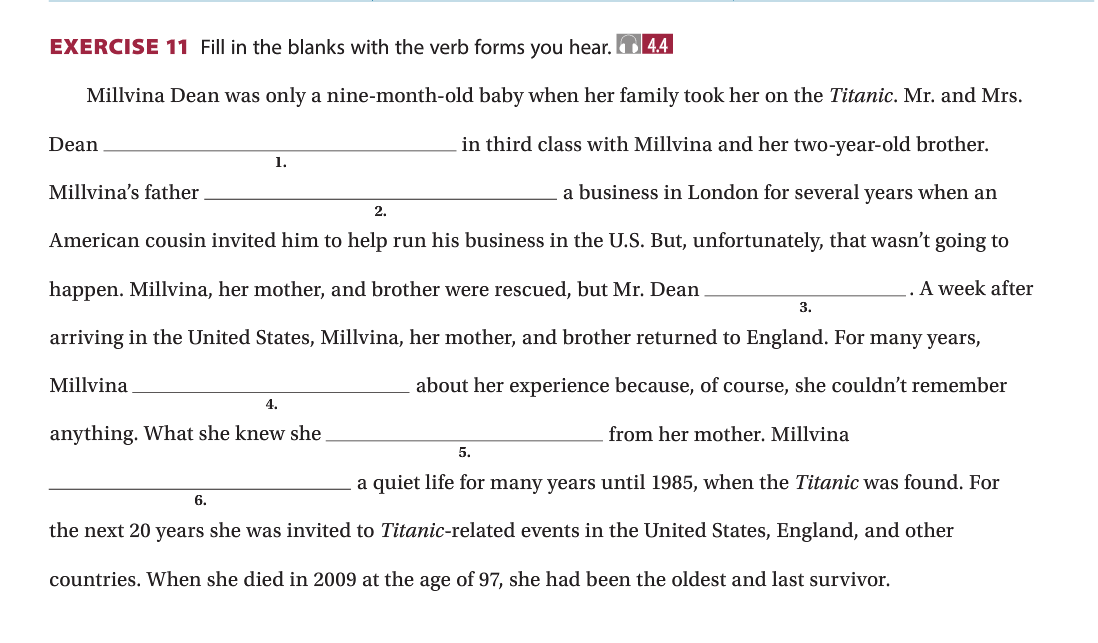 EXERCISE 11 Fill in the blanks with the verb forms you hear. 4.4
Millvina Dean was only a nine-month-old baby when her family took her on the Titanic. Mr. and Mrs.
Dean ____________________ in third class with Millvina and her two-year-old brother.
1.
Millvina’s father ____________________ a business in London for several years when an
2.
American cousin invited him to help run his business in the U.S. But, unfortunately, that wasn’t going to
happen. Millvina, her mother, and brother were rescued, but Mr. Dean ____________________ . A week after
3.
arriving in the United States, Millvina, her mother, and brother returned to England. For many years,
Millvina ____________________ about her experience because, of course, she couldn’t remember
4.
anything. What she knew she ____________________ from her mother. Millvina
5.
____________________ a quiet life for many years until 1985, when the Titanic was found. For
6.
the next 20 years she was invited to Titanic-related events in the United States, England, and other
countries. When she died in 2009 at the age of 97, she had been the oldest and last survivor.